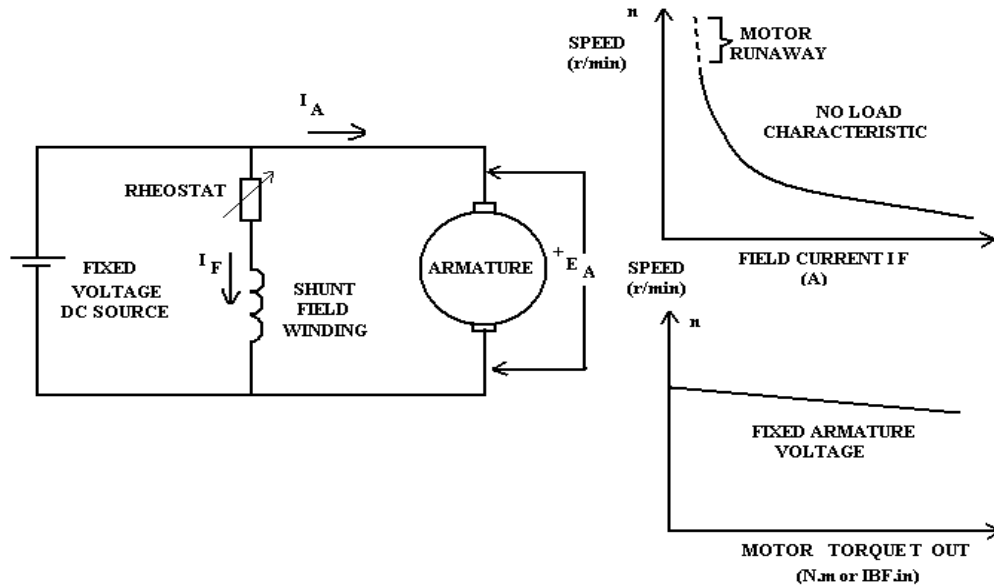 I A
RHEOSTAT
FIXED
VOLTAGE
DC SOURCE
I F
SHUNT
FIELD
WINDING
ARMATURE
+ E A
n
SPEED
(r/min)
MOTOR
RUNAWAY
NO LOAD
CHARACTERISTIC
FIELD CURRENT I F
(A)
SPEED
(r/min)
n
FIXED ARMATURE
VOLTAGE
MOTOR TORQUE T OUT
(N.m or IBF.in)